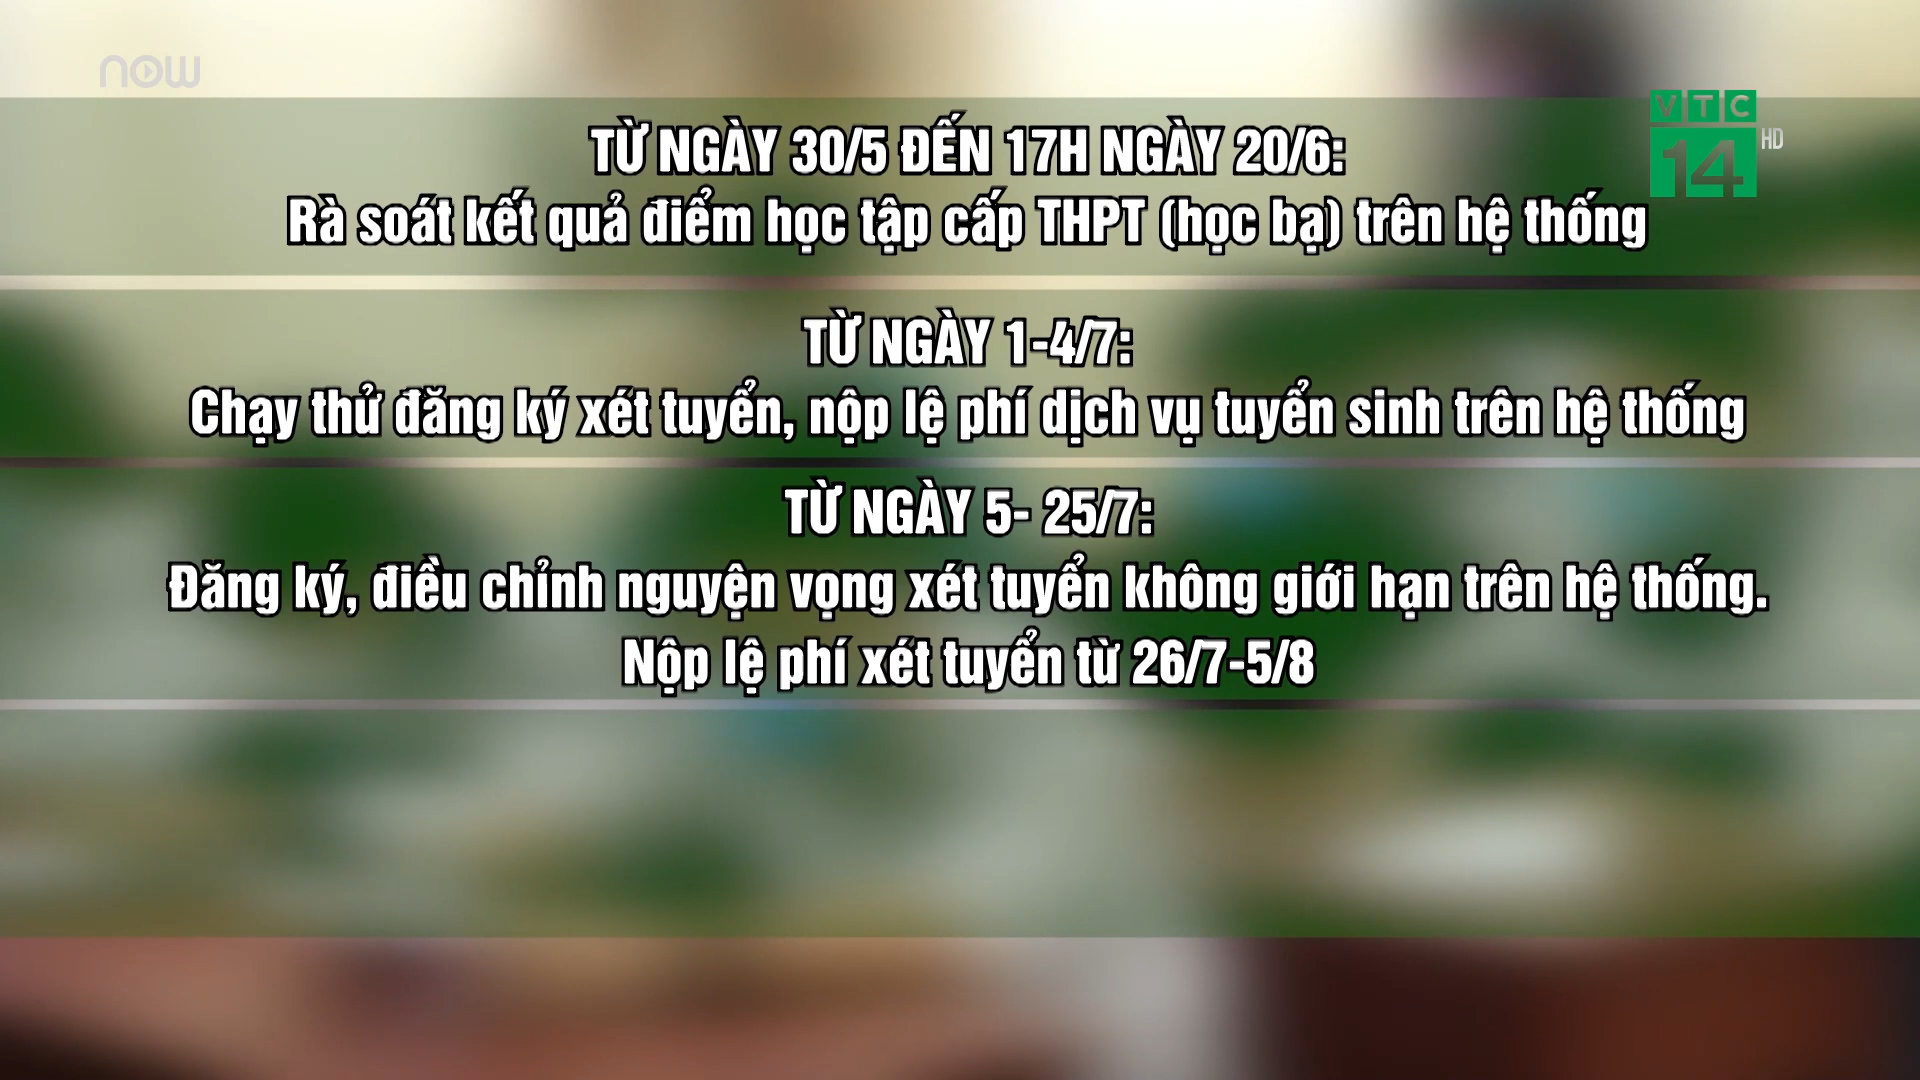 now
VTC
14 HD
TỪ NGÀY 30/5 ĐẾN 17H NGÀY 20/6:
Rà soát kết quả điểm học tập cấp THPT (học bạ) trên hệ thống
TỪ NGÀY 1-4/7:
Chạy thử đăng ký xét tuyển, nộp lệ phí dịch vụ tuyển sinh trên hệ thống
TỪ NGÀY 5- 25/7:
Đăng ký, điều chỉnh nguyện vọng xét tuyển không giới hạn trên hệ thống.
Nộp lệ phí xét tuyển từ 26/7-5/8